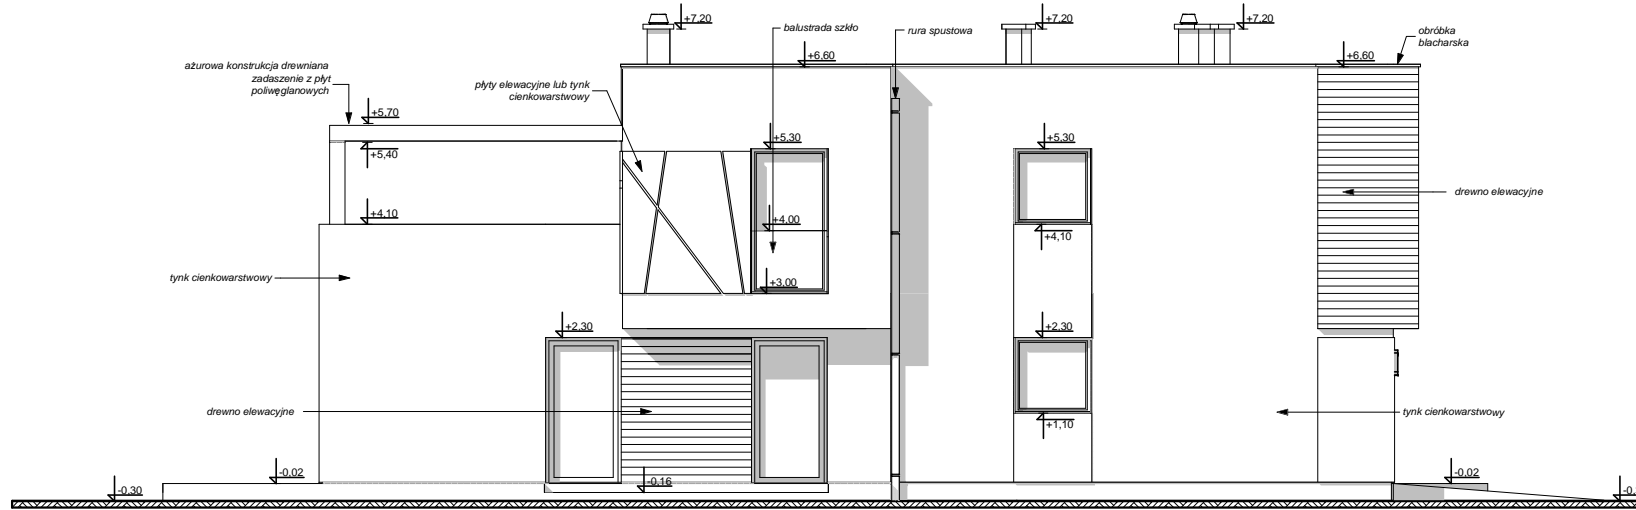 +7,20
+7,20
+7,20
balustrada szkło
rura spustowa
obróbka
blacharska
+6,60
+6,60
ażurowa konstrukcja drewniana
zadaszenie z płyt
poliwęglanowych
płyty elewacyjne lub tynk
cienkowarstwowy
+5,70
+5,40
+5,30
+5,30
drewno elewacyjne
+4,10
+4,00
+4,10
tynk cienkowarstwowy
+3,00
+2,30
+2,30
drewno elewacyjne
tynk cienkowarstwowy
+1,10
-0,02
-0,02
-0,16
-0,30